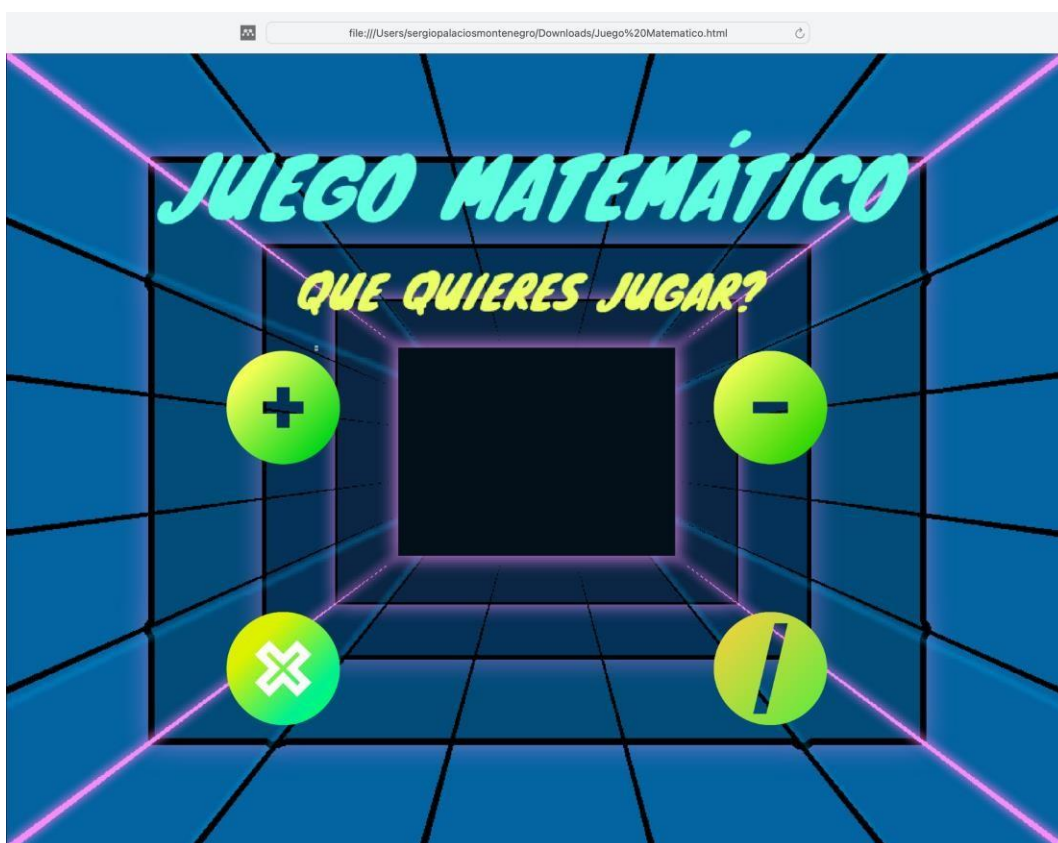 file:///Users/sergiopalaciosmontenegro/Downloads/Juego%20Matematico.html
JUEGO MATEMÁTICO
QUE QUIERES JUGAR?
+ -
× /